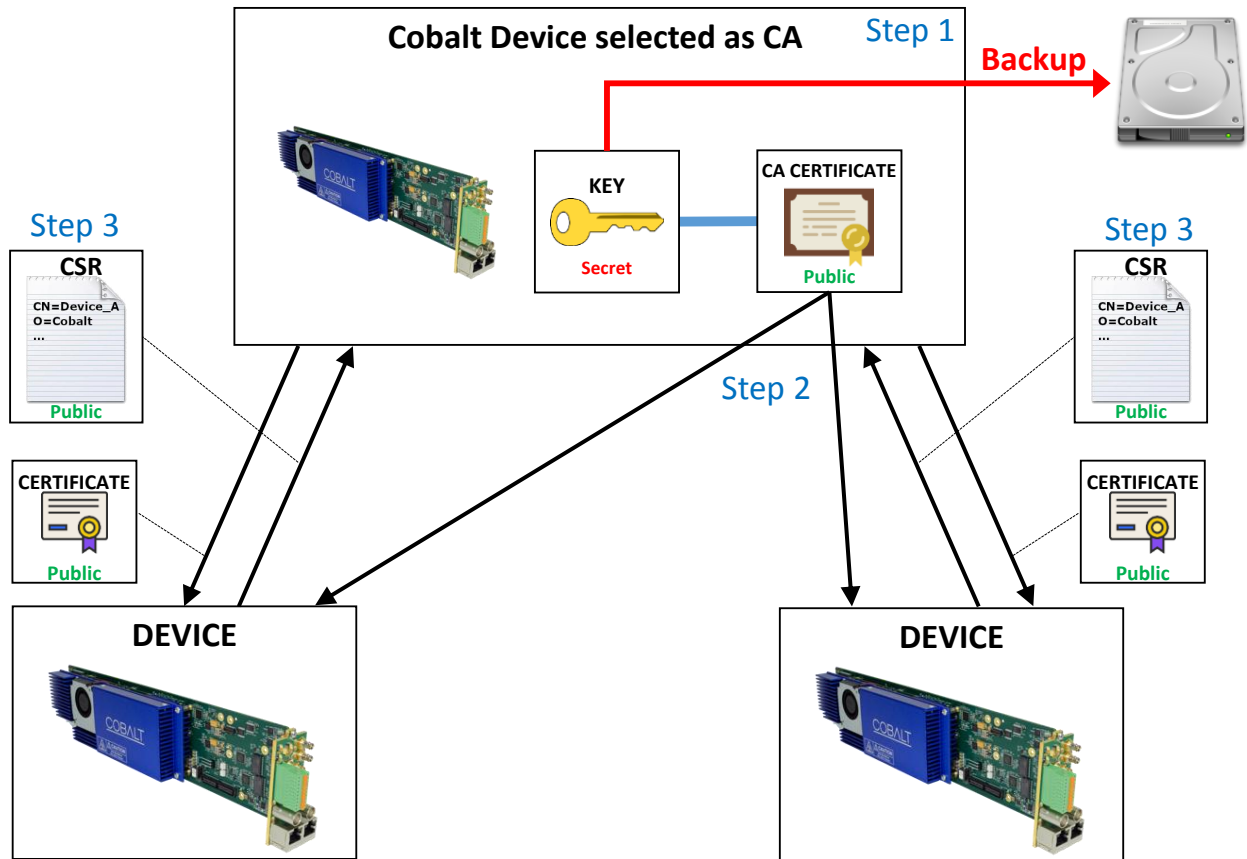 Cobalt Device selected as CA
Step 1
Backup
KEY
Secret
CA CERTIFICATE
Public
COBALT
Step 3
CSR
CN=Device_A
O=Cobalt
...
Public
CERTIFICATE
Public
Step 2
Step 3
CSR
CN=Device_A
O=Cobalt
...
Public
CERTIFICATE
Public
DEVICE
COBALT
DEVICE
COBALT